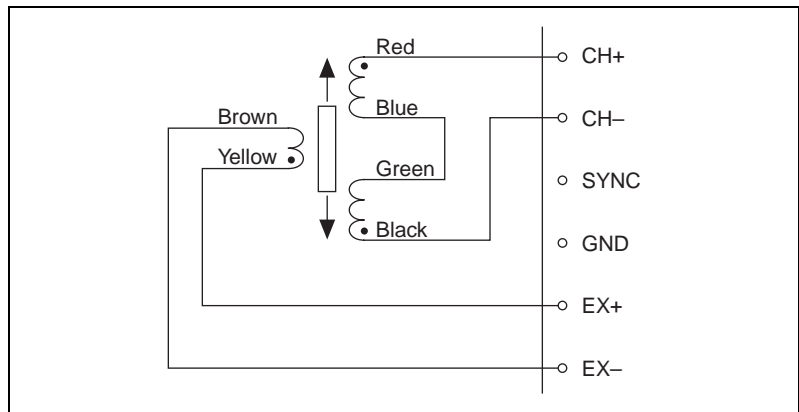 Red
CH+
Blue
CH–
Brown
Yellow
Green
SYNC
Black
GND
EX+
EX–